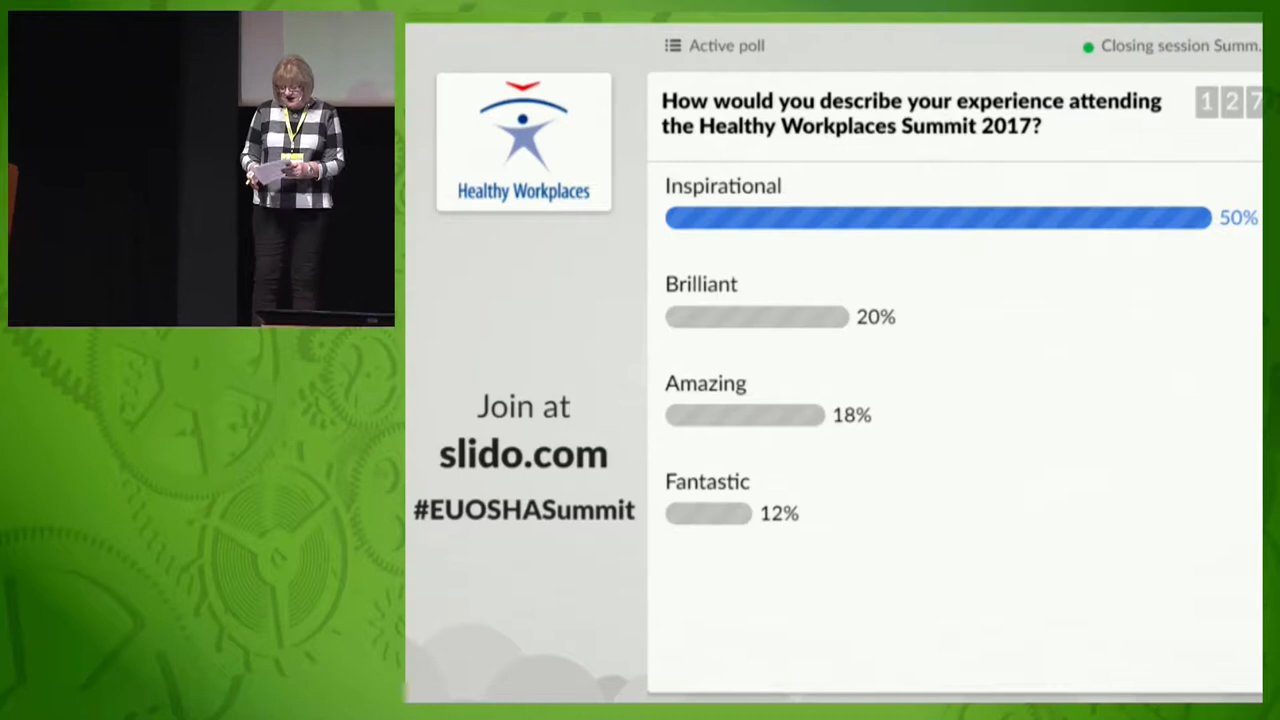 Active poll
Closing session Summ.
Healthy Workplaces
How would you describe your experience attending
the Healthy Workplaces Summit 2017?
127
Inspirational
50%
Brilliant
20%
Amazing
18%
Fantastic
12%
Join at
slido.com
#EUOSHASummit